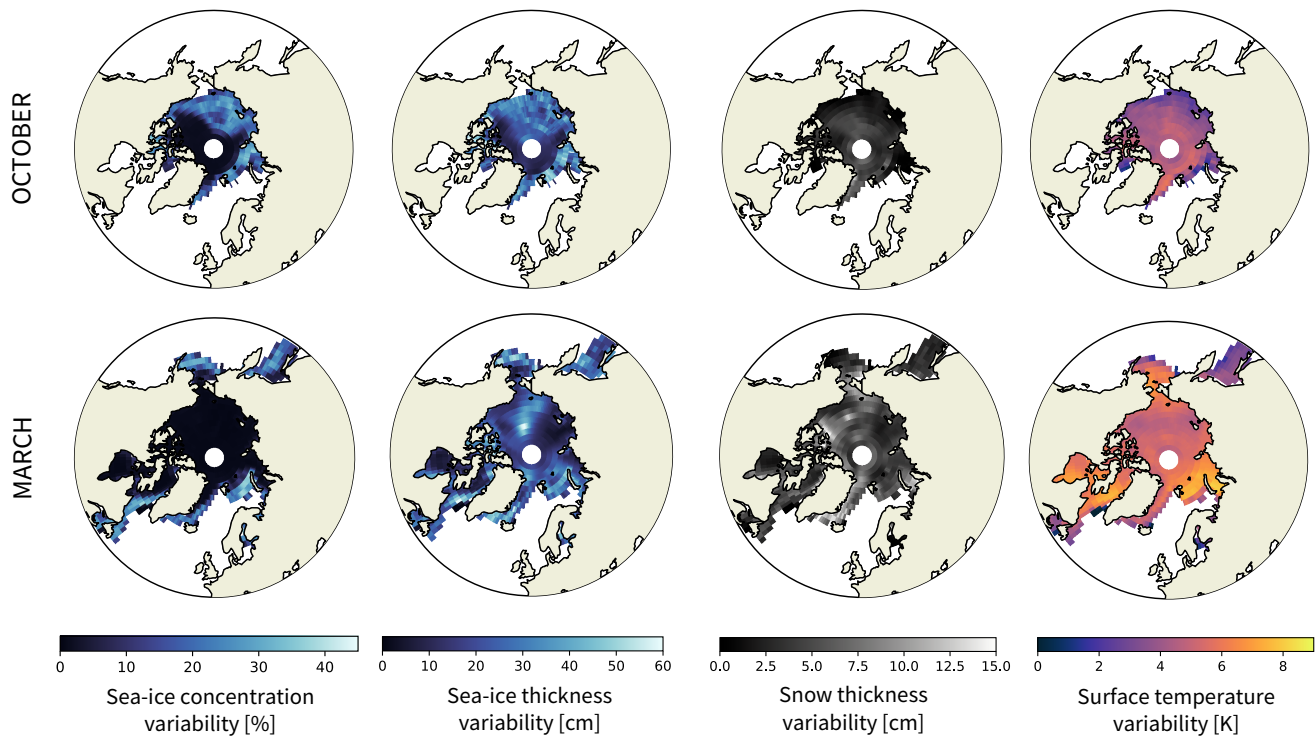 OCTOBER
MARCH
0 10 20 30 40
Sea-ice concentration
variability [%]
0 10 20 30 40 50 60
Sea-ice thickness
variability [cm]
0.0 2.5 5.0 7.5 10.0 12.5 15.0
Snow thickness
variability [cm]
0 2 4 6 8
Surface temperature
variability [K]